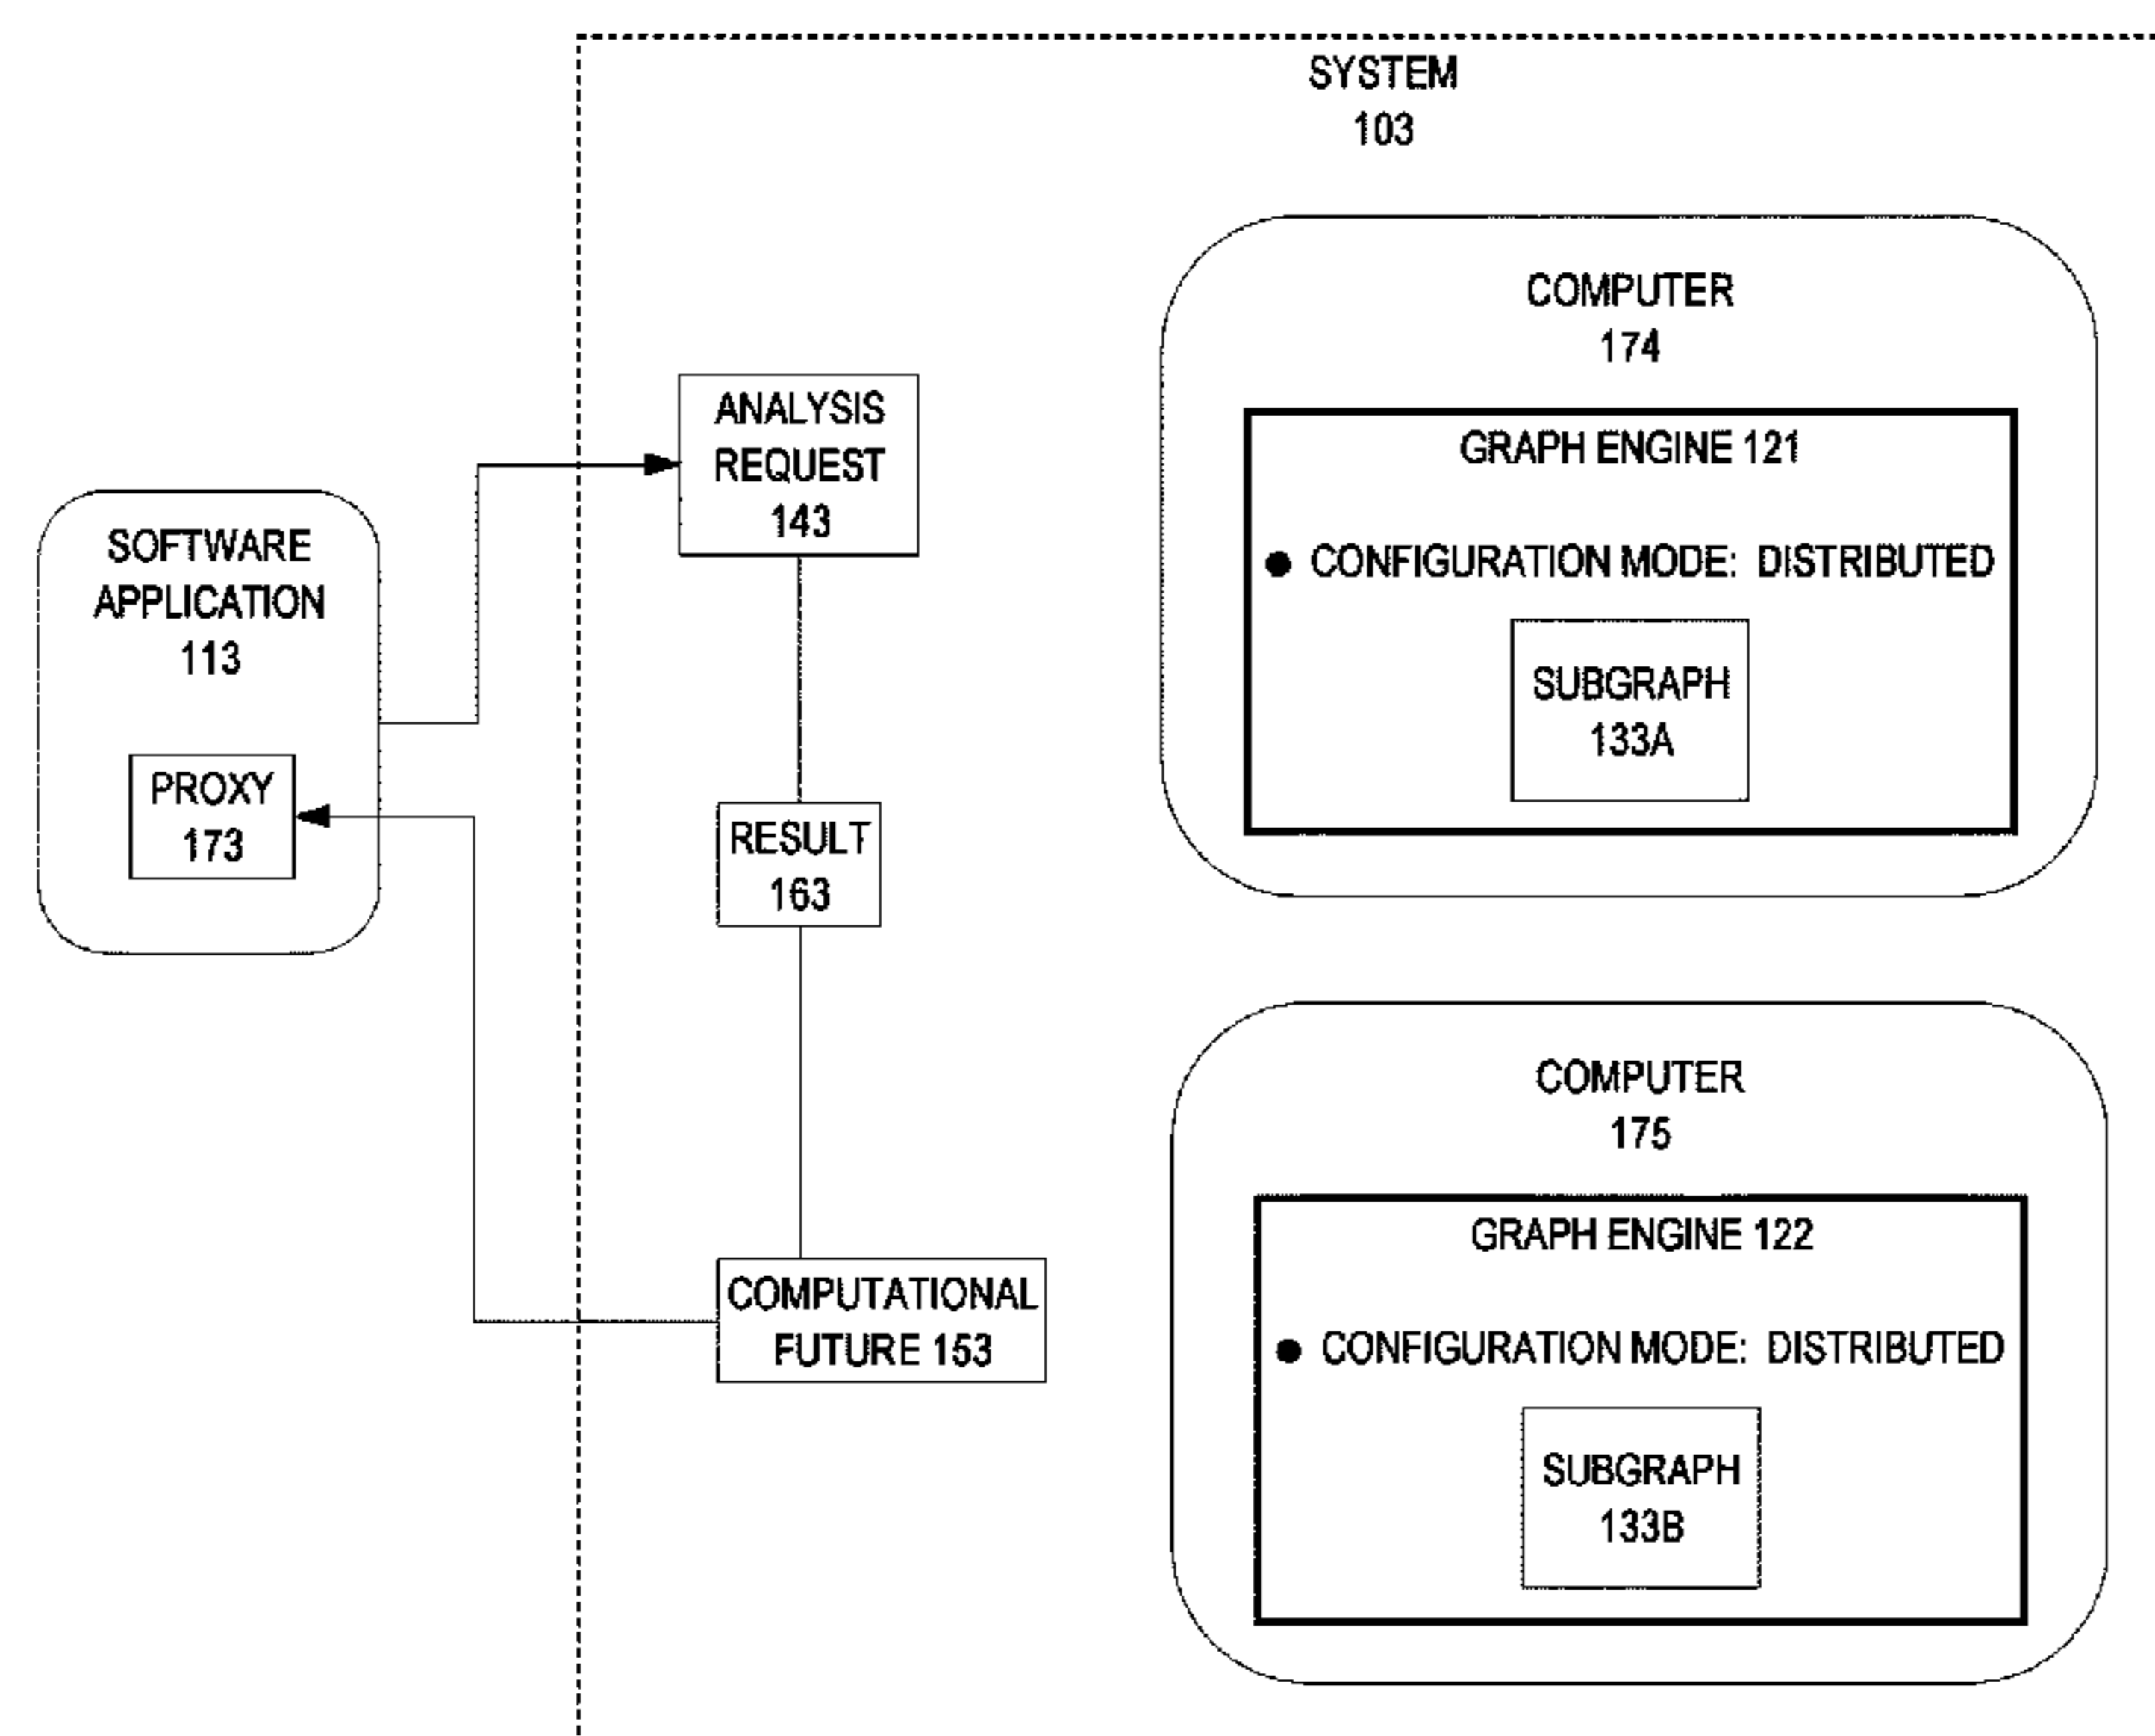 SYSTEM
103
COMPUTER
174
ANALYSIS
REQUEST
143
GRAPH ENGINE 121
● CONFIGURATION MODE: DISTRIBUTED
SUBGRAPH
133A
SOFTWARE
APPLICATION
113
PROXY
173
RESULT
163
COMPUTER
175
GRAPH ENGINE 122
● CONFIGURATION MODE: DISTRIBUTED
SUBGRAPH
133B
COMPUTATIONAL
FUTURE 153